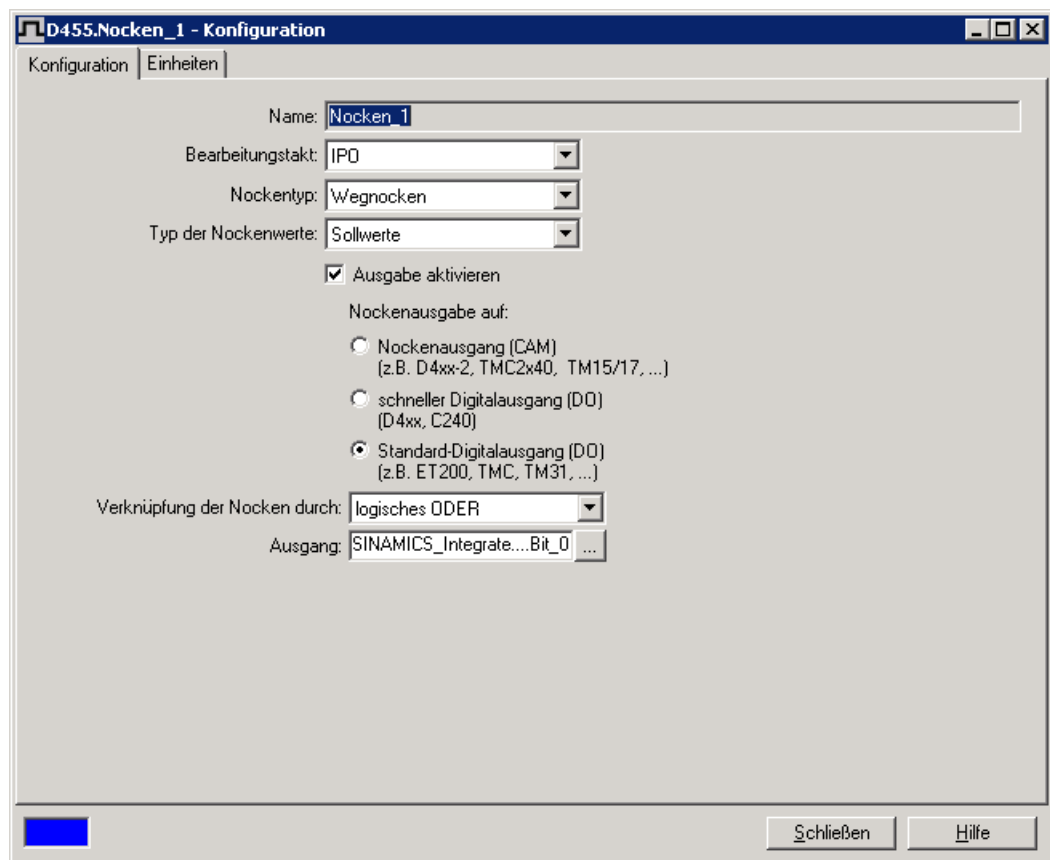 D455.Nocken_1 - Konfiguration
Konfiguration Einheiten
Name: Nocken_1
Bearbeitungstakt: IPO
Nockentyp: Wegnocken
Typ der Nockenwerte: Sollwerte
Ausgabe aktivieren
Nockenausgabe auf:
Nockenausgang (CAM)
(z.B. D4xx-2, TMC2x40, TM15/17, ...)
schneller Digitalausgang (DO)
(D4xx, C240)
Standard-Digitalausgang (DO)
(z.B. ET200, TMC, TM31, ...)
Verknüpfung der Nocken durch: logisches ODER
Ausgang: SINAMICS_Integrate....Bit_0 ...
Schließen Hilfe